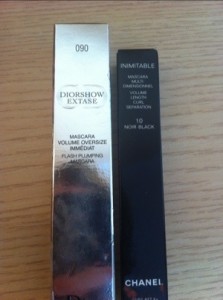 090
DIORSHOW
EXTASE
MASCARA
VOLUME OVERSIZE
IMMÉDIAT
FLASH PLUMPING
MASCARA
INIMITABLE
MASCARA
MULTI-
DIMENSIONNEL
VOLUME
LENGTH
CURL
SEPARATION
10
NOIR BLACK
CHANEL